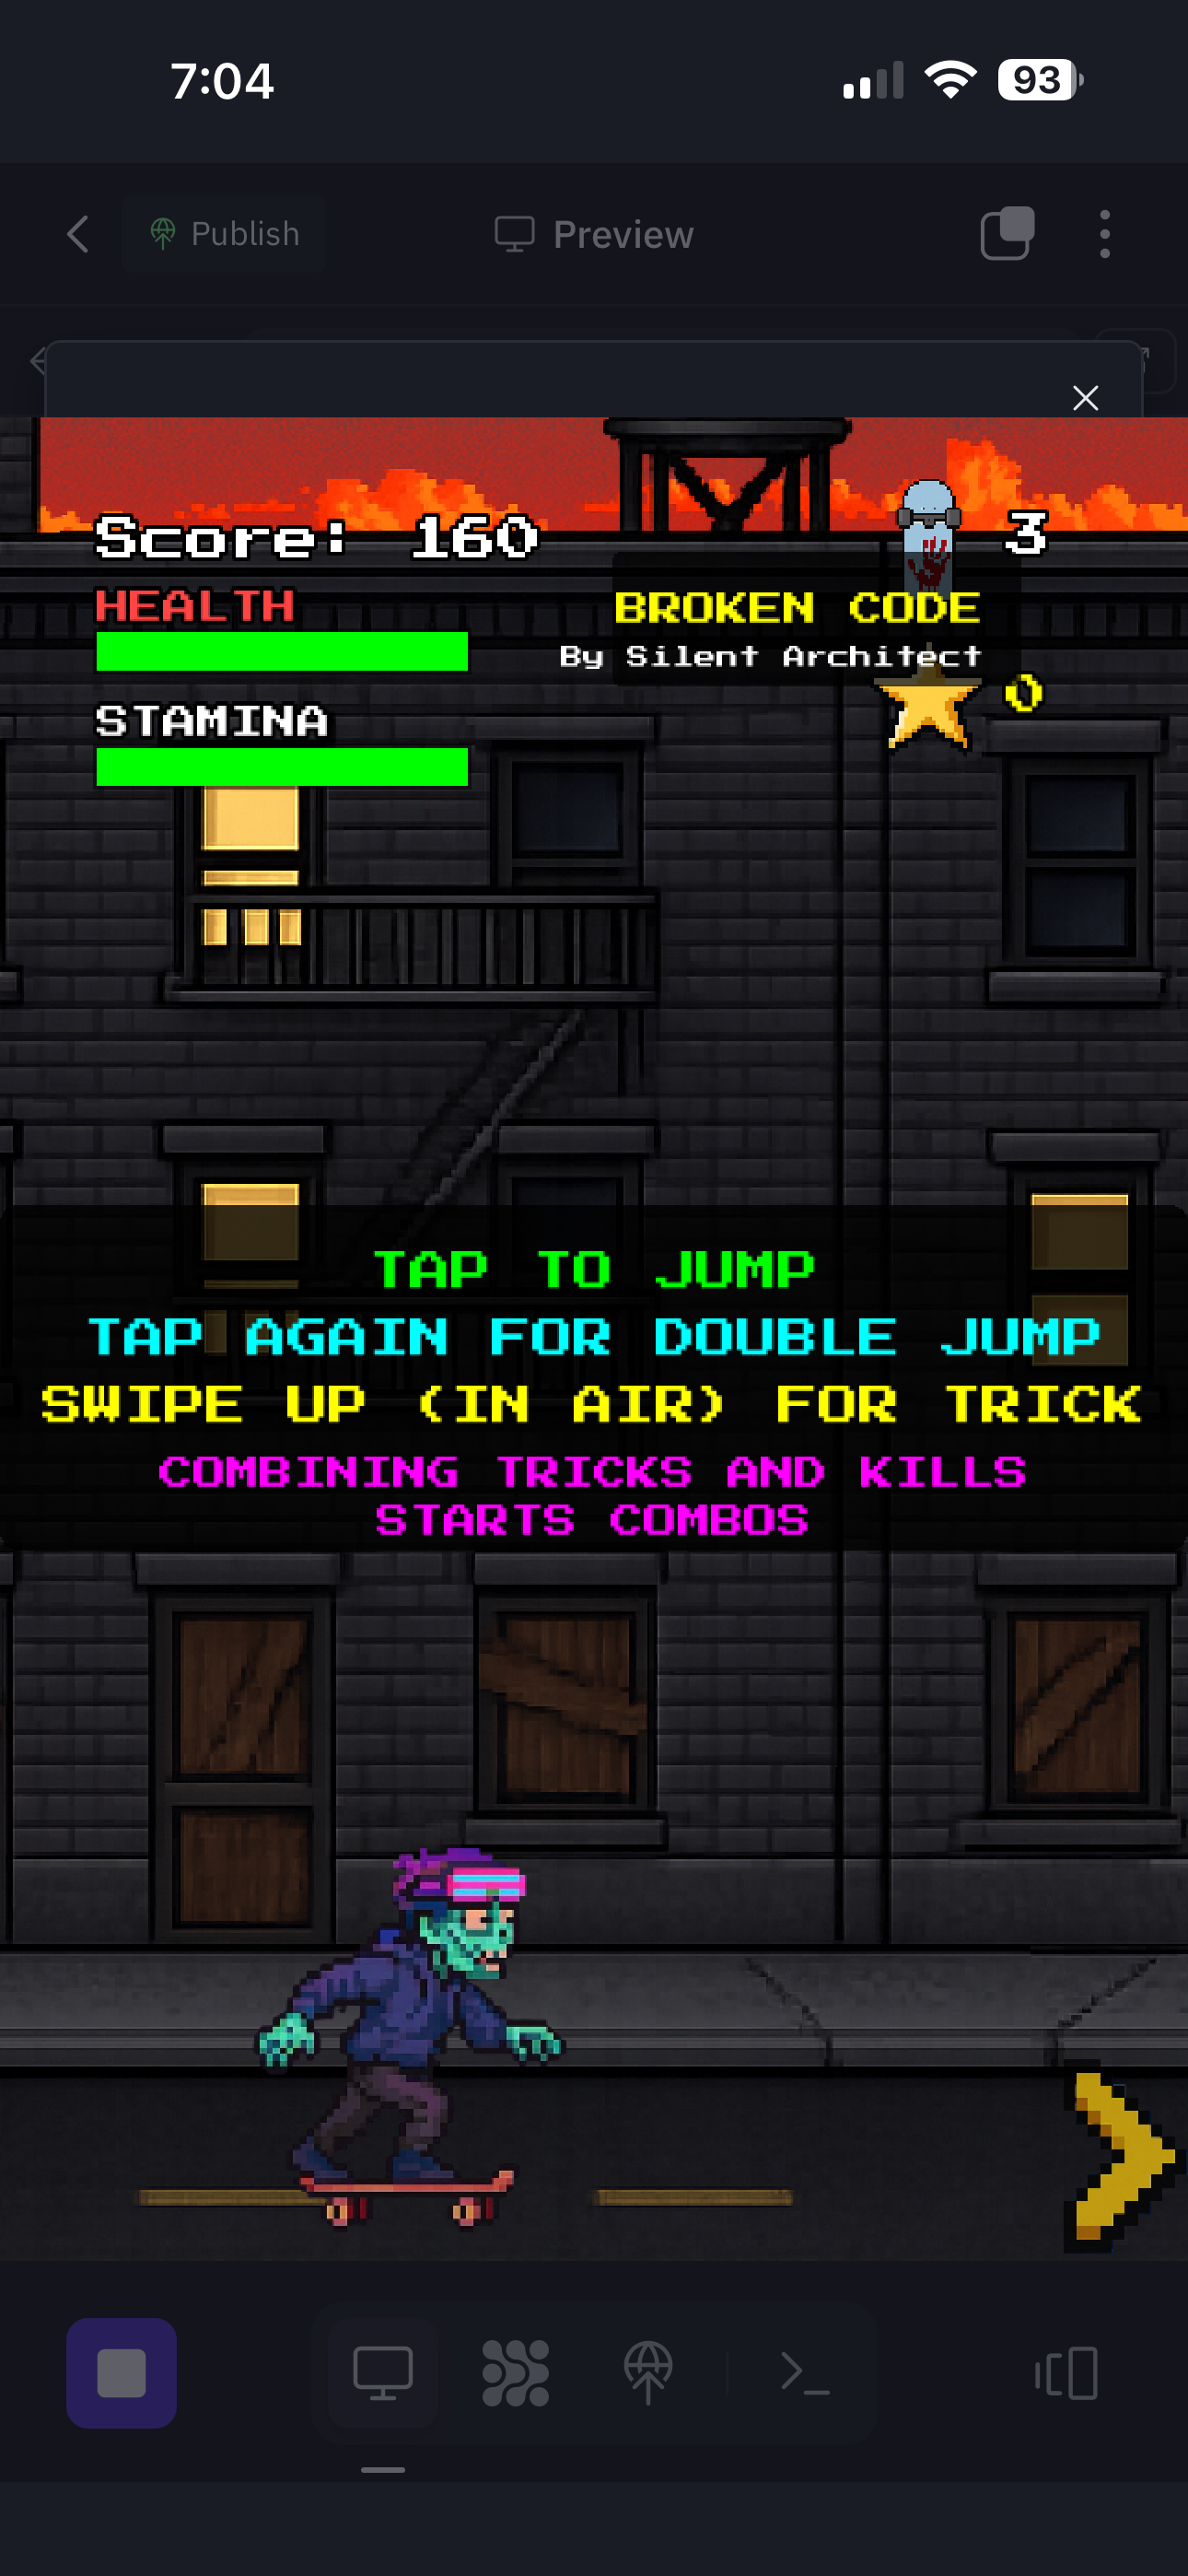 7:04
93
Publish
Preview
Score: 160
3
HEALTH
BROKEN CODE
By Silent Architect
0
STAMINA
TAP TO JUMP
TAP AGAIN FOR DOUBLE JUMP
SWIPE UP (IN AIR) FOR TRICK
COMBINING TRICKS AND KILLS
STARTS COMBOS